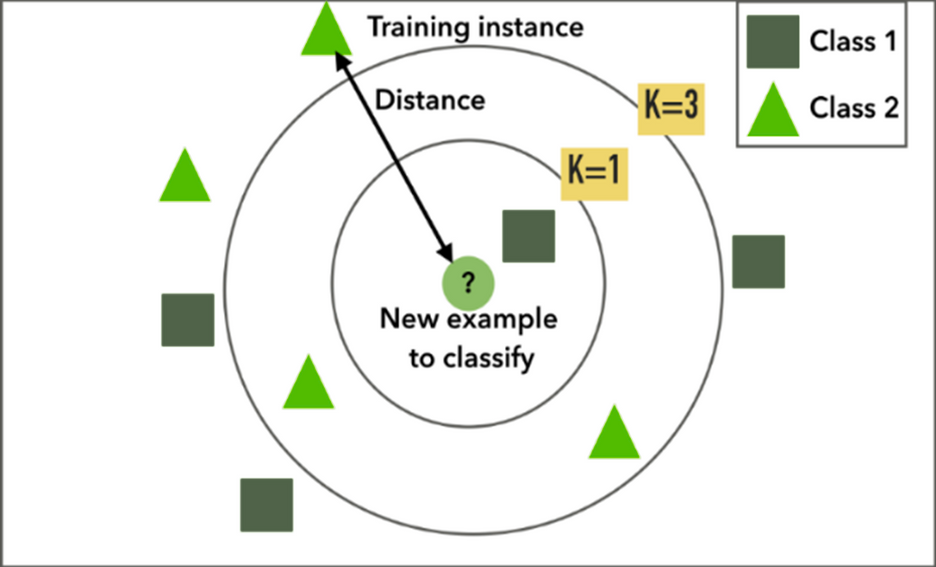 Training instance
Distance
K=3
K=1
Class 1
Class 2
?
New example
to classify